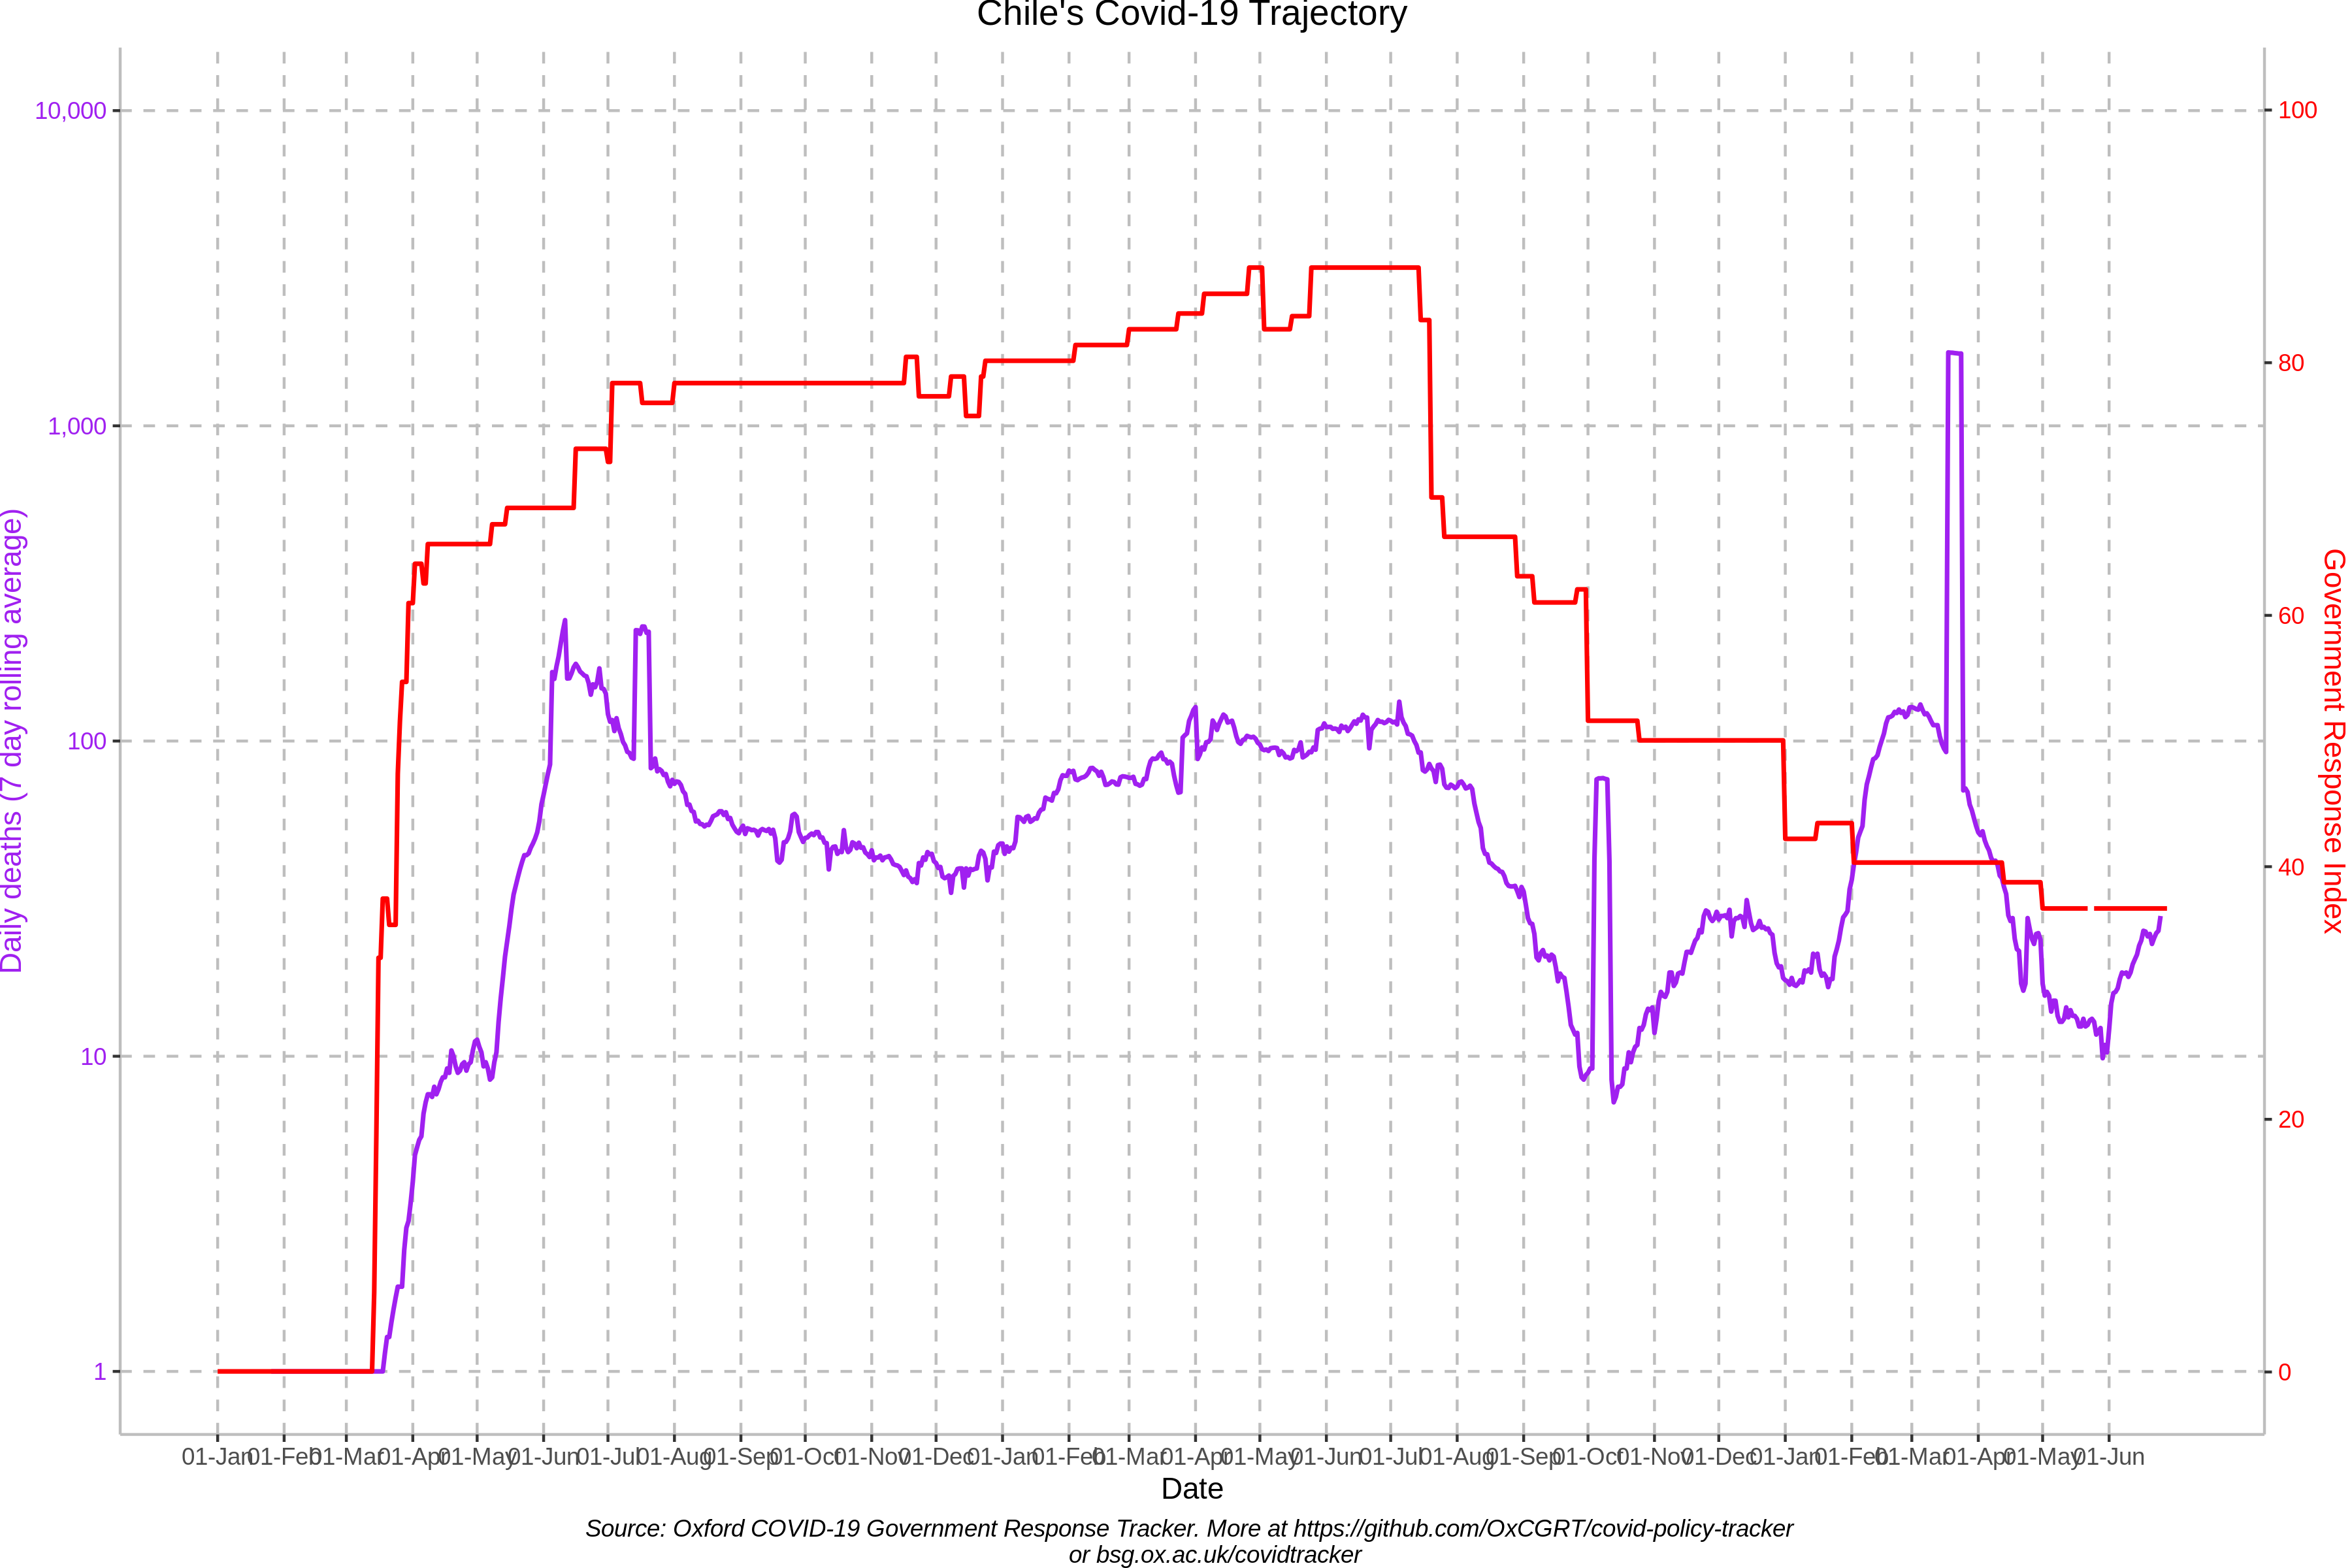 Chile's Covid-19 Trajectory
10,000
1,000
100
10
1
Daily deaths (7 day rolling average)
100
80
60
40
20
0
Government Response Index
01-Jan 01-Feb 01-Mar 01-Apr 01-May 01-Jun 01-Jul 01-Aug 01-Sep 01-Oct 01-Nov 01-Dec 01-Jan 01-Feb 01-Mar 01-Apr 01-May 01-Jun 01-Jul 01-Aug 01-Sep 01-Oct 01-Nov 01-Dec 01-Jan 01-Feb 01-Mar 01-Apr 01-May 01-Jun
Date
Source: Oxford COVID-19 Government Response Tracker. More at https://github.com/OxCGRT/covid-policy-tracker
or bsg.ox.ac.uk/covidtracker